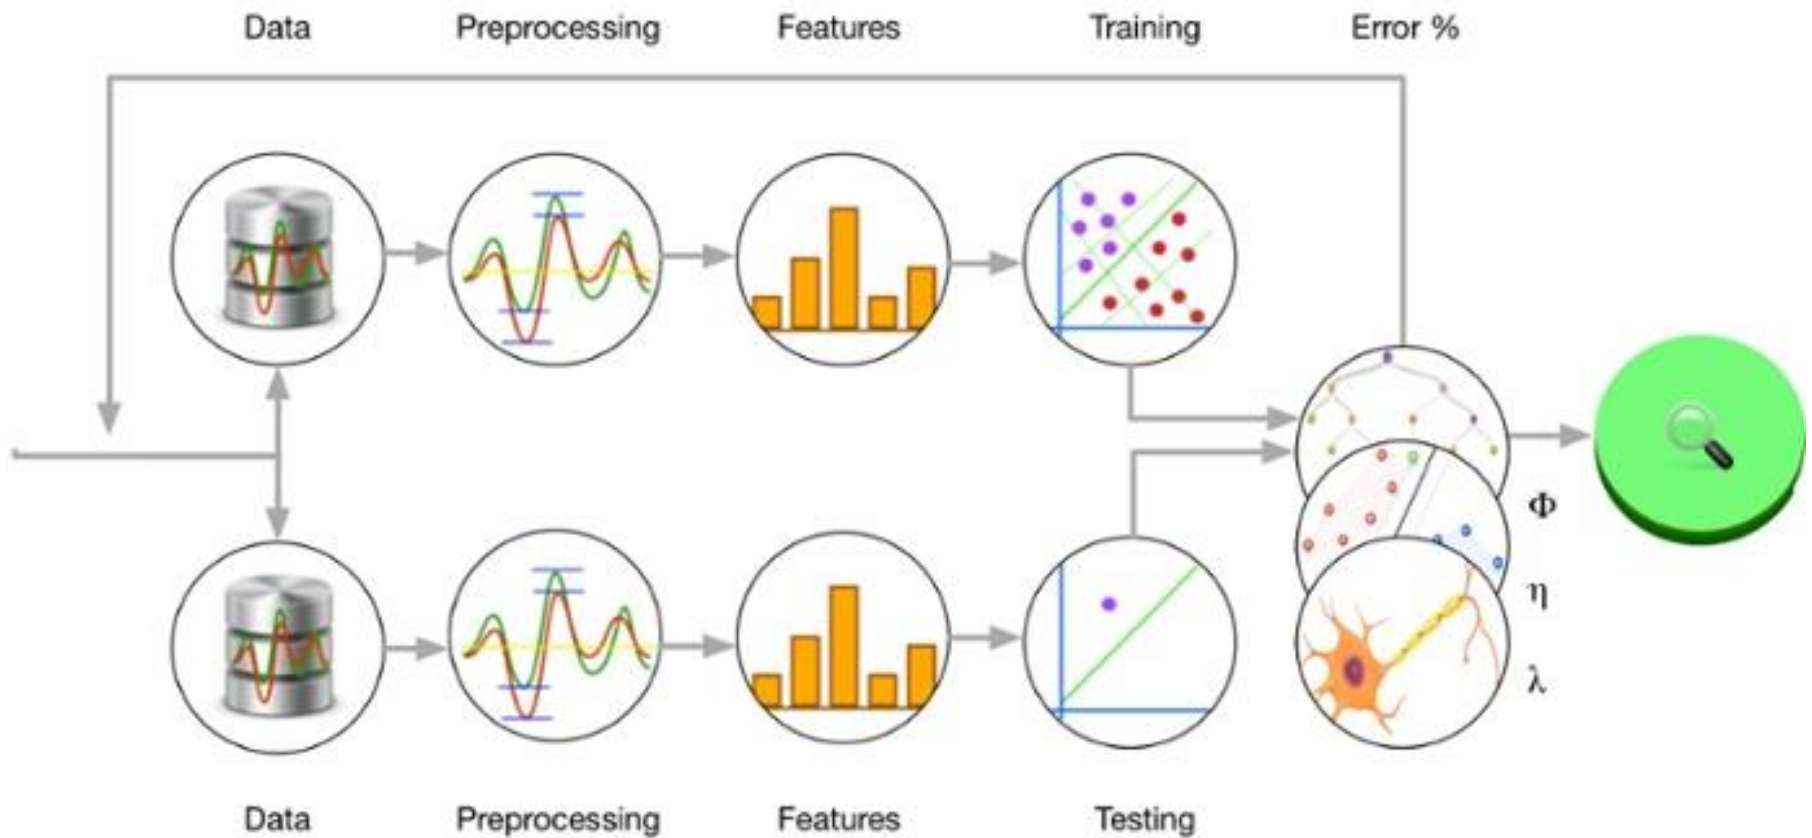 Data Preprocessing Features Training Error %
Φ
η
λ
Data Preprocessing Features Testing